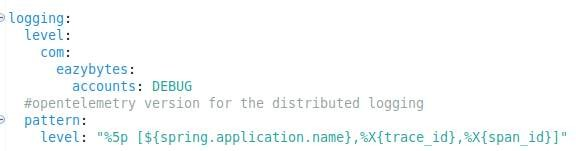 logging:
  level:
    com:
      eazybytes:
        accounts: DEBUG
  #opentelemetry version for the distributed logging
  pattern:
    level: "%5p [${spring.application.name},%X{trace_id},%X{span_id}]"